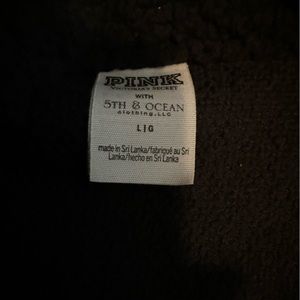 PINK
VICTORIA'S SECRET
WITH
5TH & OCEAN
clothing, LLC
L|G
made in Sri Lanka/fabriqué au Sri
Lanka/hecho en Sri Lanka